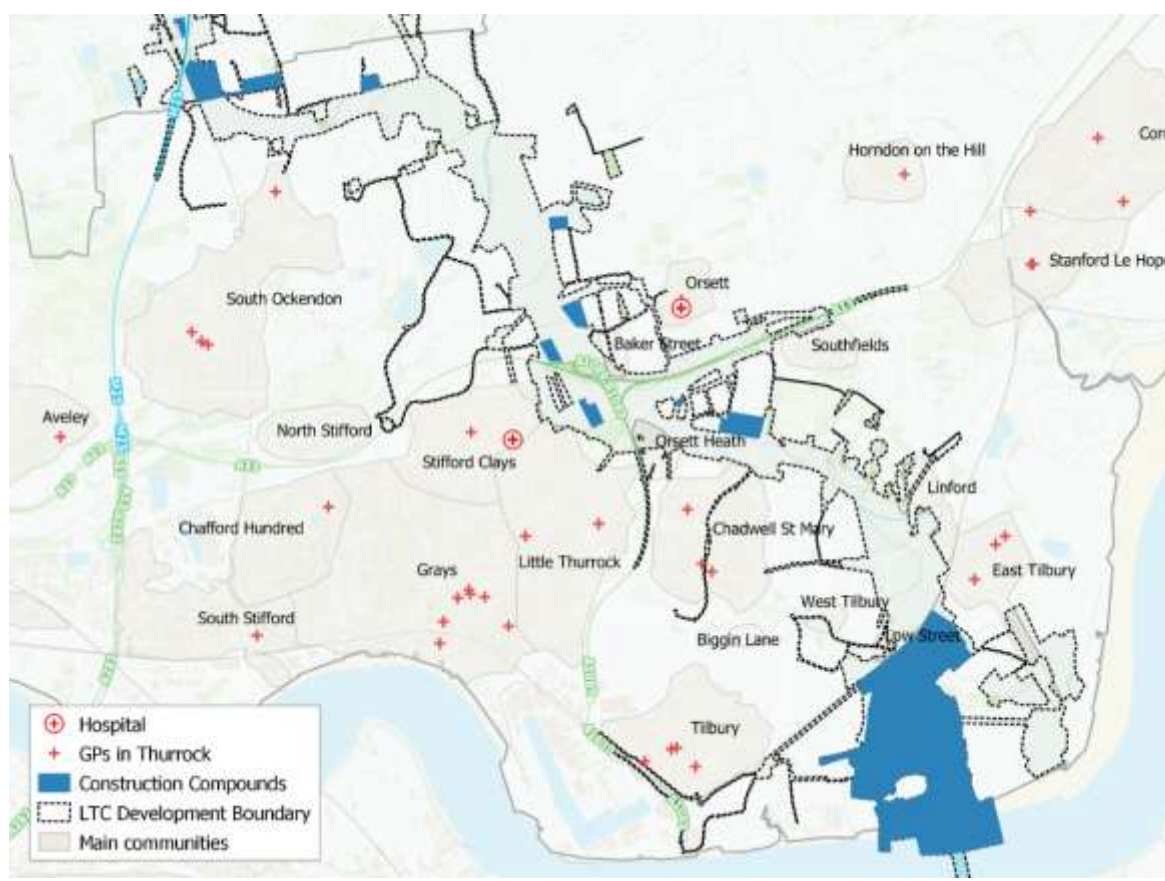 Horndon on the Hill
Cor
Stanford Le Hope
South Ockendon
Orsett
Baker Street
Southfields
Aveley
North Stifford
Orsett Heath
Stifford Clays
Linford
Chafford Hundred
Chadwell St Mary
Little Thurrock
Grays
East Tilbury
South Stifford
West Tilbury
Biggin Lane
Low Street
Tilbury
Hospital
GPs in Thurrock
Construction Compounds
LTC Development Boundary
Main communities